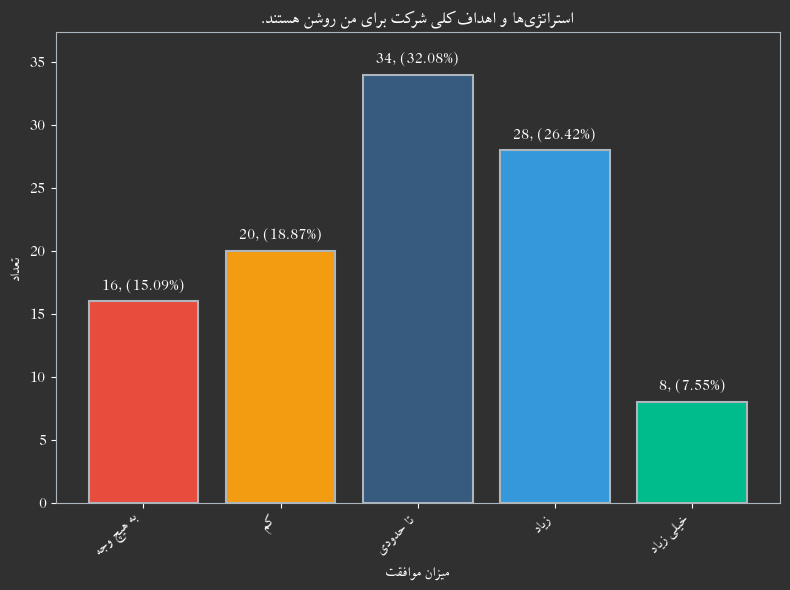 استراتژی‌ها و اهداف کلی شرکت برای من روشن هستند.
34, (32.08%)
28, (26.42%)
20, (18.87%)
16, (15.09%)
8, (7.55%)
35
30
25
20
15
10
5
0
تعداد
به هیچ وجه
کم
تا حدودی
زیاد
خیلی زیاد
میزان موافقت